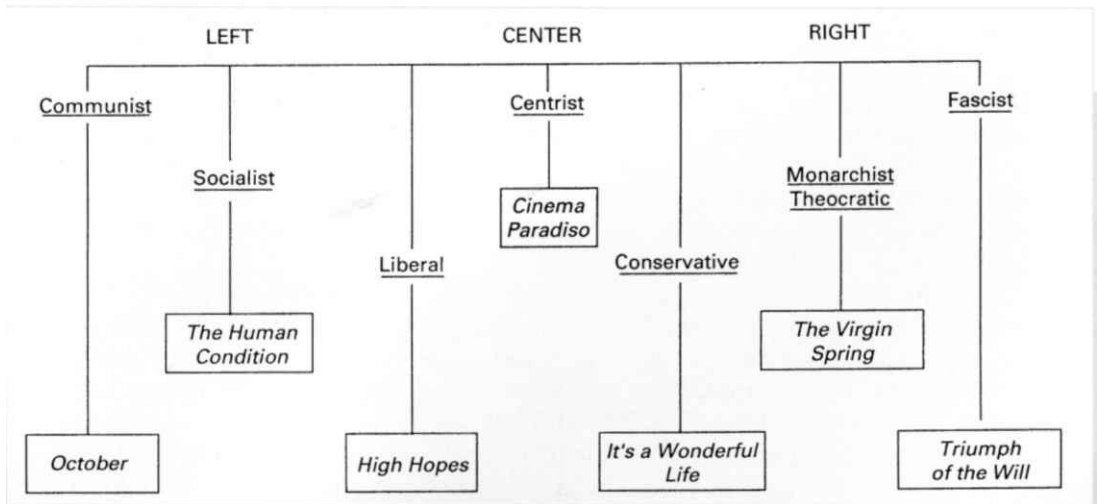 LEFT
CENTER
RIGHT
Communist
Socialist
Liberal
Centrist
Conservative
Monarchist
Theocratic
Fascist
October
The Human
Condition
High Hopes
Cinema
Paradiso
It's a Wonderful
Life
The Virgin
Spring
Triumph
of the Will